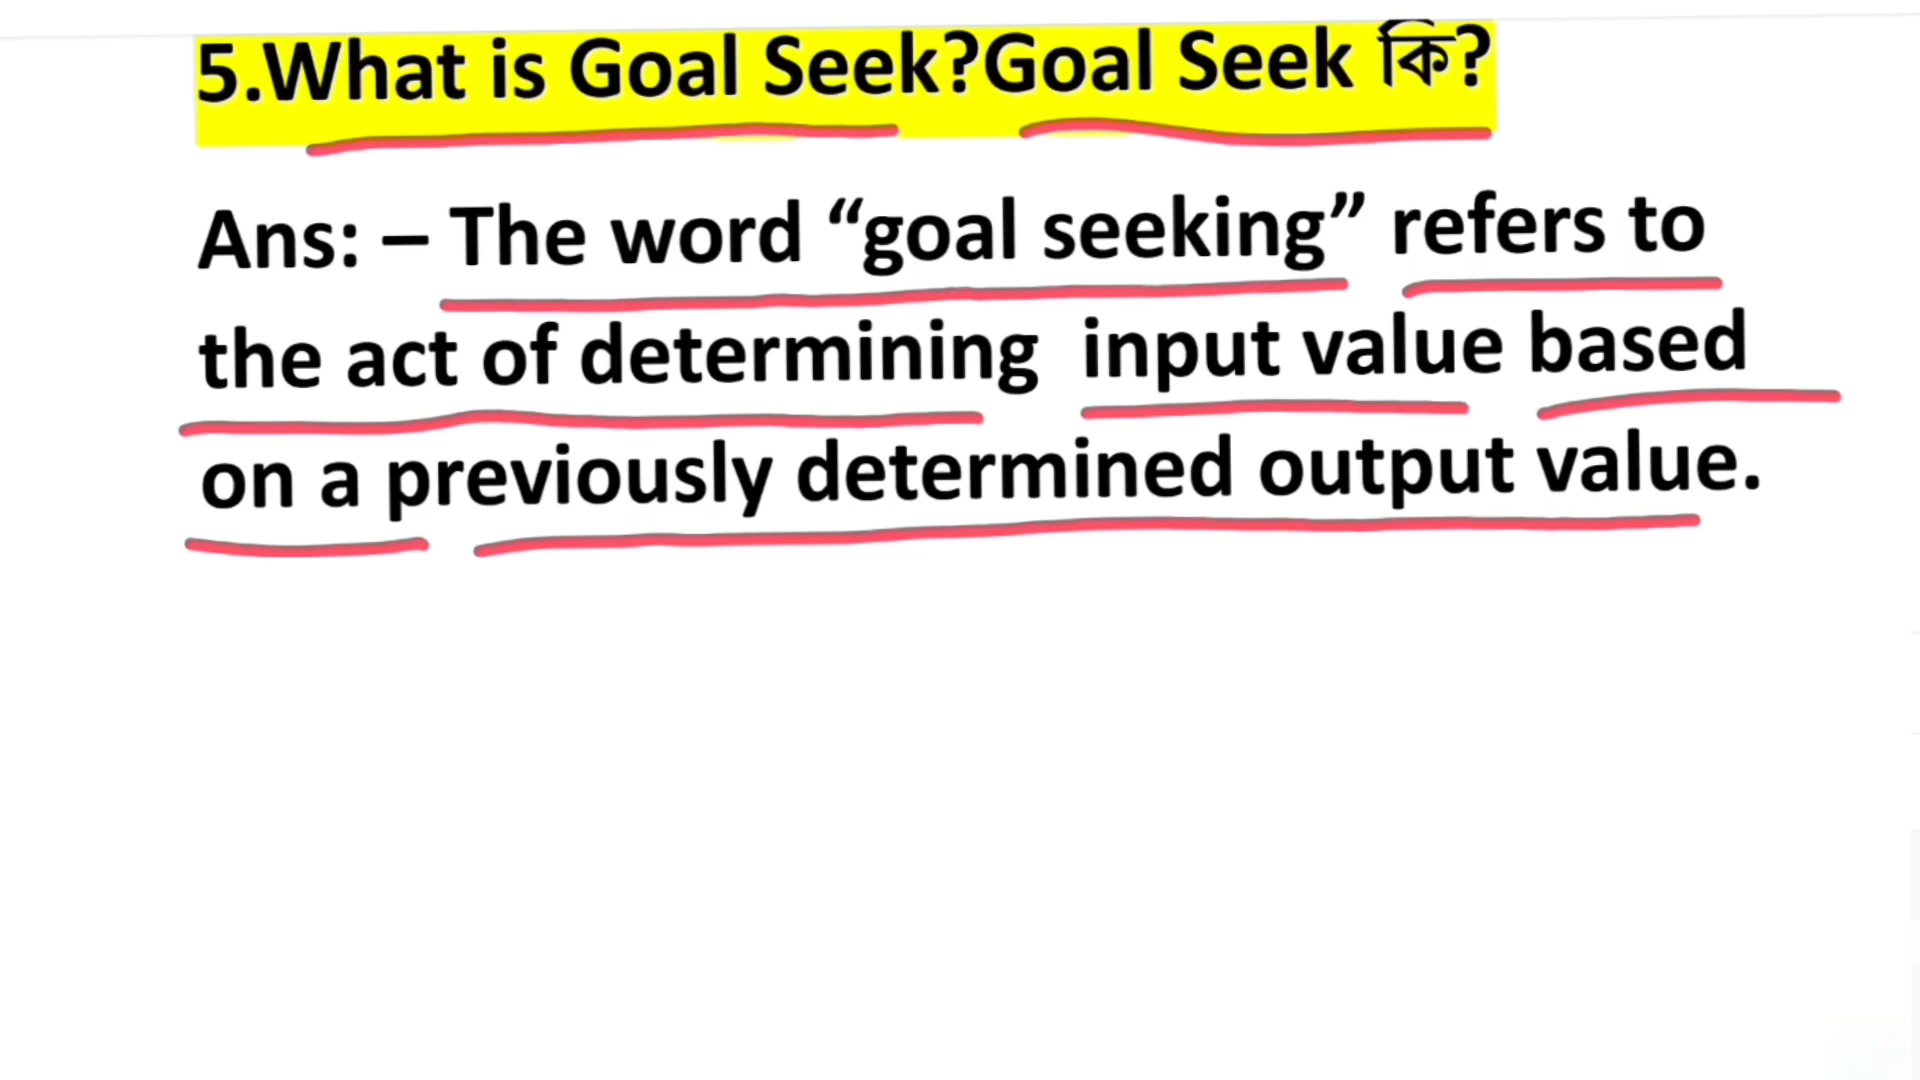 5.What is Goal Seek?Goal Seek কি?
Ans: – The word “goal seeking” refers to
the act of determining input value based
on a previously determined output value.